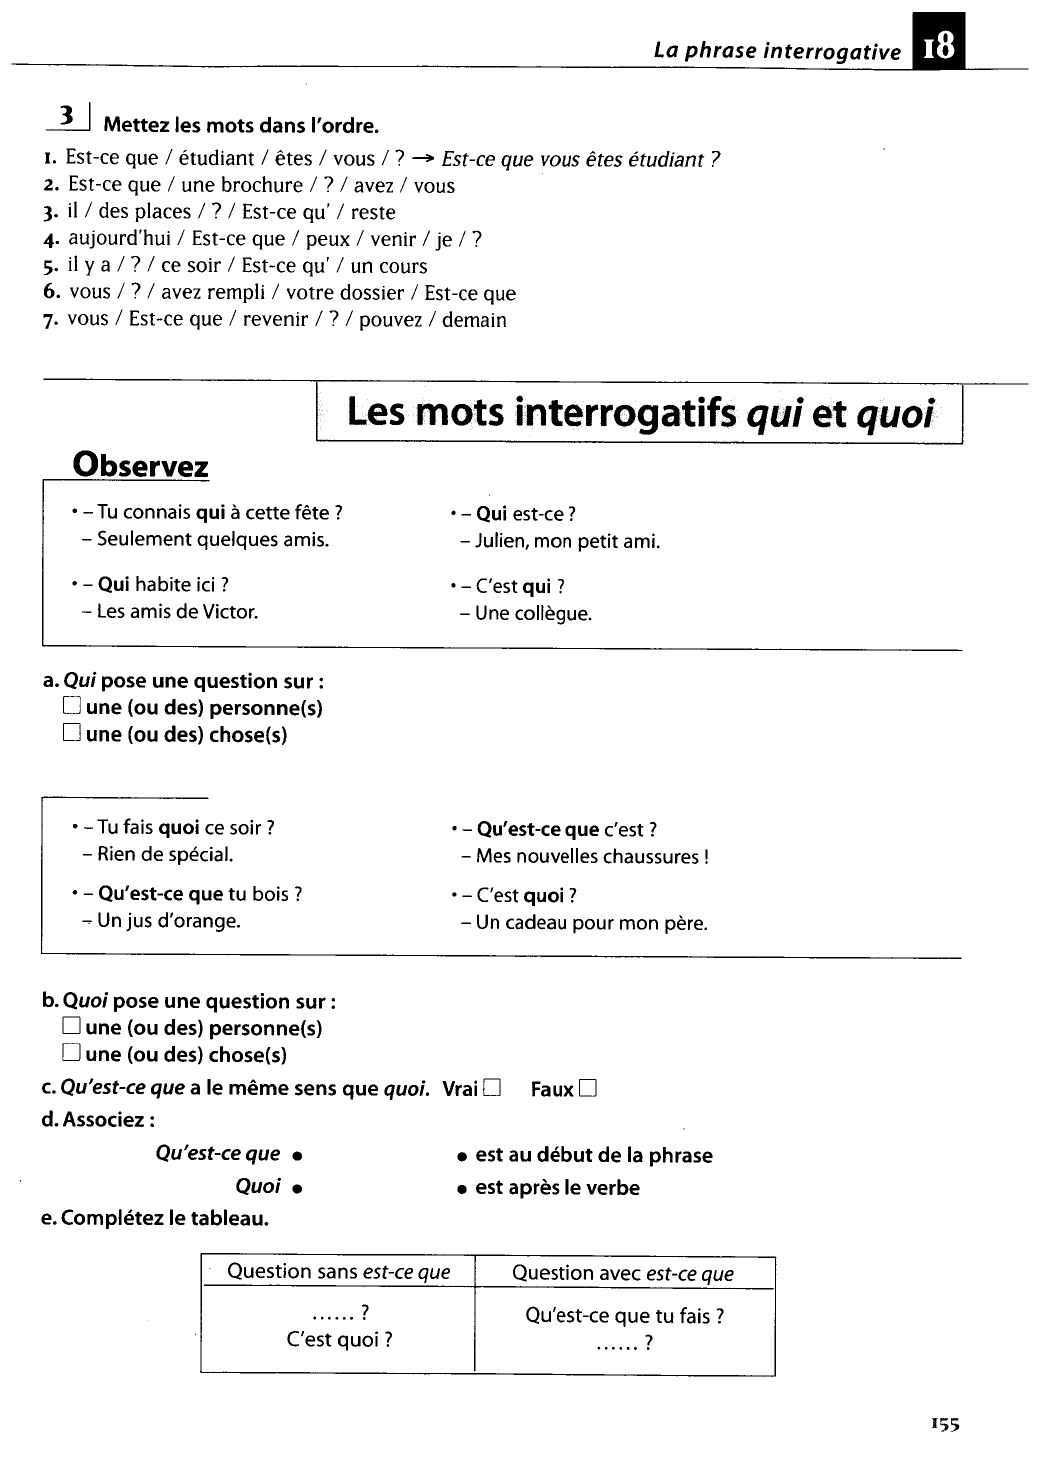 La phrase interrogative 18
3 Mettez les mots dans l'ordre.
1. Est-ce que / étudiant / êtes / vous / ? → Est-ce que vous êtes étudiant ?
2. Est-ce que / une brochure / ? / avez / vous
3. il / des places / ? / Est-ce qu' / reste
4. aujourd'hui / Est-ce que / peux / venir / je / ?
5. il y a / ? / ce soir / Est-ce qu' / un cours
6. vous / ? / avez rempli / votre dossier / Est-ce que
7. vous / Est-ce que / revenir / ? / pouvez / demain
Les mots interrogatifs qui et quoi
Observez
• – Tu connais qui à cette fête ?
– Seulement quelques amis.
• – Qui habite ici ?
– Les amis de Victor.
• – Qui est-ce ?
– Julien, mon petit ami.
• – C'est qui ?
– Une collègue.
a. Qui pose une question sur :
☐ une (ou des) personne(s)
☐ une (ou des) chose(s)
• – Tu fais quoi ce soir ?
– Rien de spécial.
• – Qu'est-ce que tu bois ?
– Un jus d'orange.
• – Qu'est-ce que c'est ?
– Mes nouvelles chaussures !
• – C'est quoi ?
– Un cadeau pour mon père.
b. Quoi pose une question sur :
☐ une (ou des) personne(s)
☐ une (ou des) chose(s)
c. Qu'est-ce que a le même sens que quoi. Vrai ☐ Faux ☐
d. Associez :
Qu'est-ce que • • est au début de la phrase
Quoi • • est après le verbe
e. Complétez le tableau.
Question sans est-ce que Question avec est-ce que
...... ? Qu'est-ce que tu fais ?
C'est quoi ? ...... ?
155